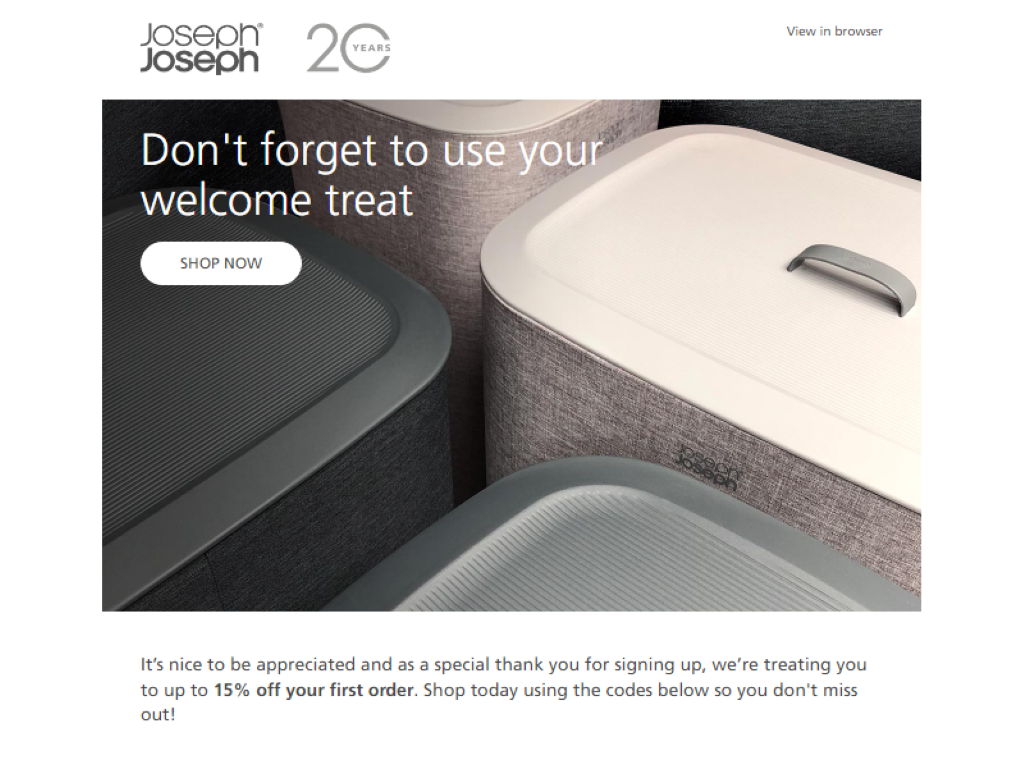 Joseph®
Joseph
20 YEARS
View in browser
Don't forget to use your
welcome treat
SHOP NOW
Joseph®
Joseph
It’s nice to be appreciated and as a special thank you for signing up, we’re treating you
to up to 15% off your first order. Shop today using the codes below so you don't miss
out!